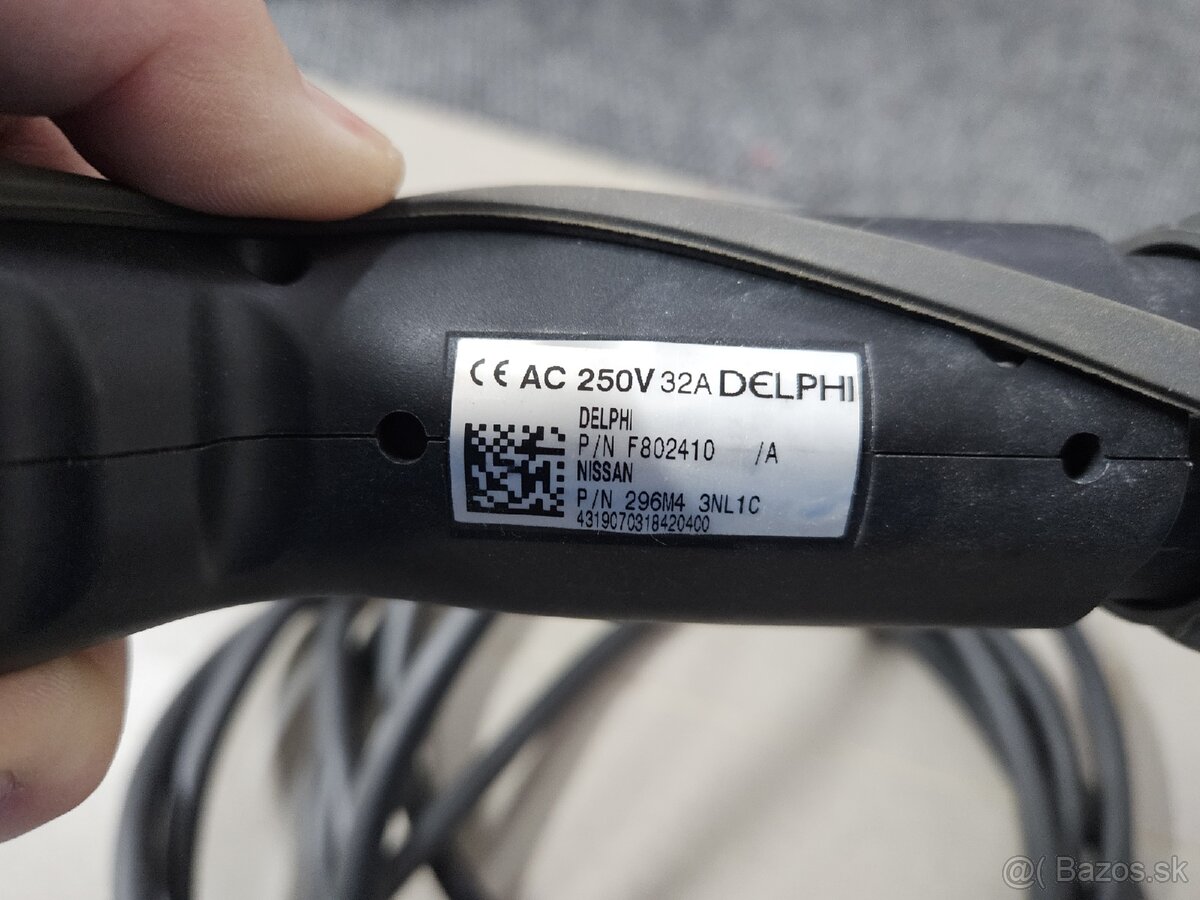 CE AC 250V 32A DELPHI
DELPHI
P/N F802410 /A
NISSAN
P/N 296M4 3NL1C
4319070318420400
@( Bazos.sk